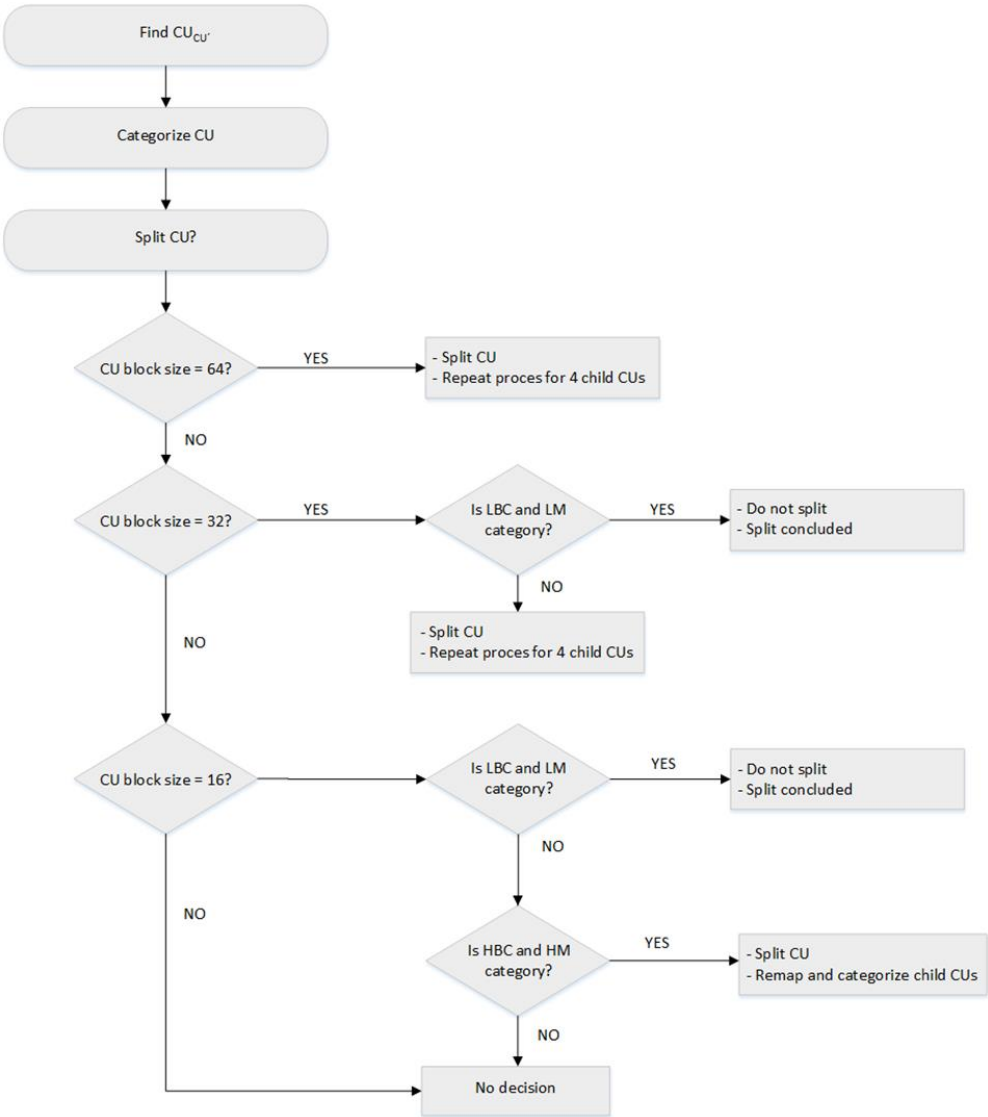 Find CU_CU'
Categorize CU
Split CU?
CU block size = 64?
YES
- Split CU
- Repeat proces for 4 child CUs
NO
CU block size = 32?
YES
Is LBC and LM
category?
YES
- Do not split
- Split concluded
NO
- Split CU
- Repeat proces for 4 child CUs
NO
CU block size = 16?
Is LBC and LM
category?
YES
- Do not split
- Split concluded
NO
NO
Is HBC and HM
category?
YES
- Split CU
- Remap and categorize child CUs
NO
No decision